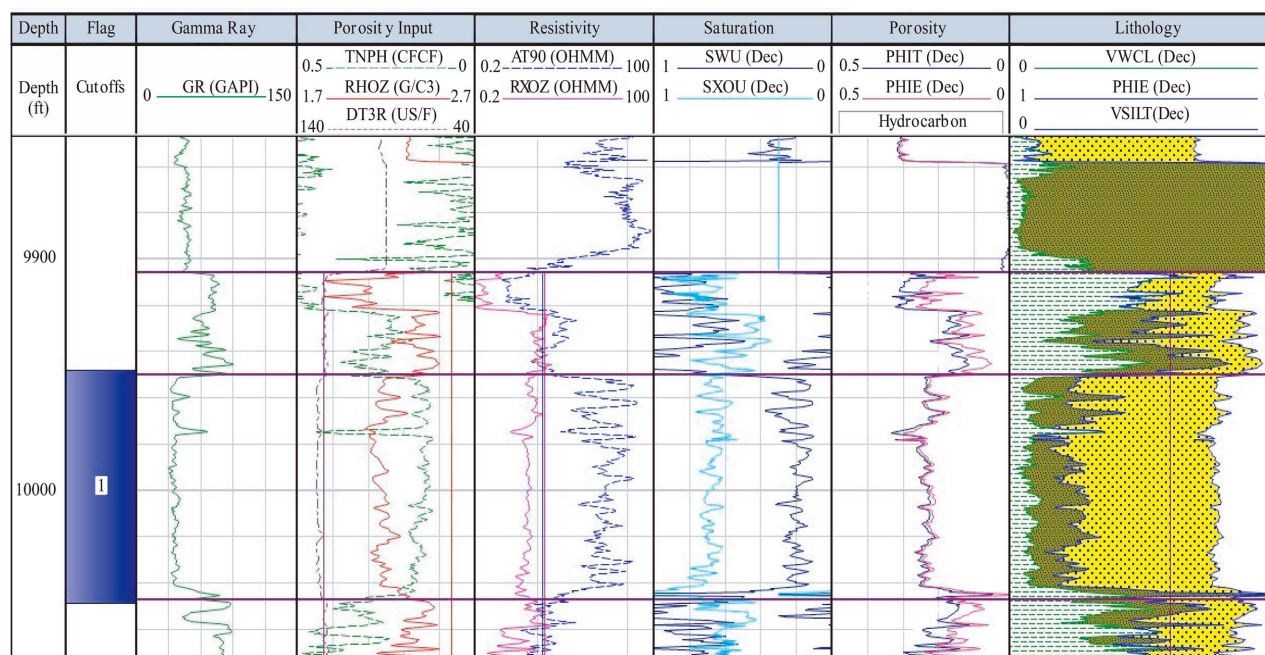 Depth Flag Gamma Ray Porosit y Input Resistivity Saturation Porosity Lithology
Depth (ft)
Cutoffs
0 GR (GAPI) 150
0.5 TNPH (CFCF) 0
1.7 RHOZ (G/C3) 2.7
140 DT3R (US/F) 40
0.2 AT90 (OHMM) 100
0.2 RXOZ (OHMM) 100
1 SWU (Dec) 0
1 SXOU (Dec) 0
0.5 PHIT (Dec) 0
0.5 PHIE (Dec) 0
Hydrocarbon
0 VWCL (Dec)
1 PHIE (Dec) 0
0 VSILT(Dec)
9900
10000
1